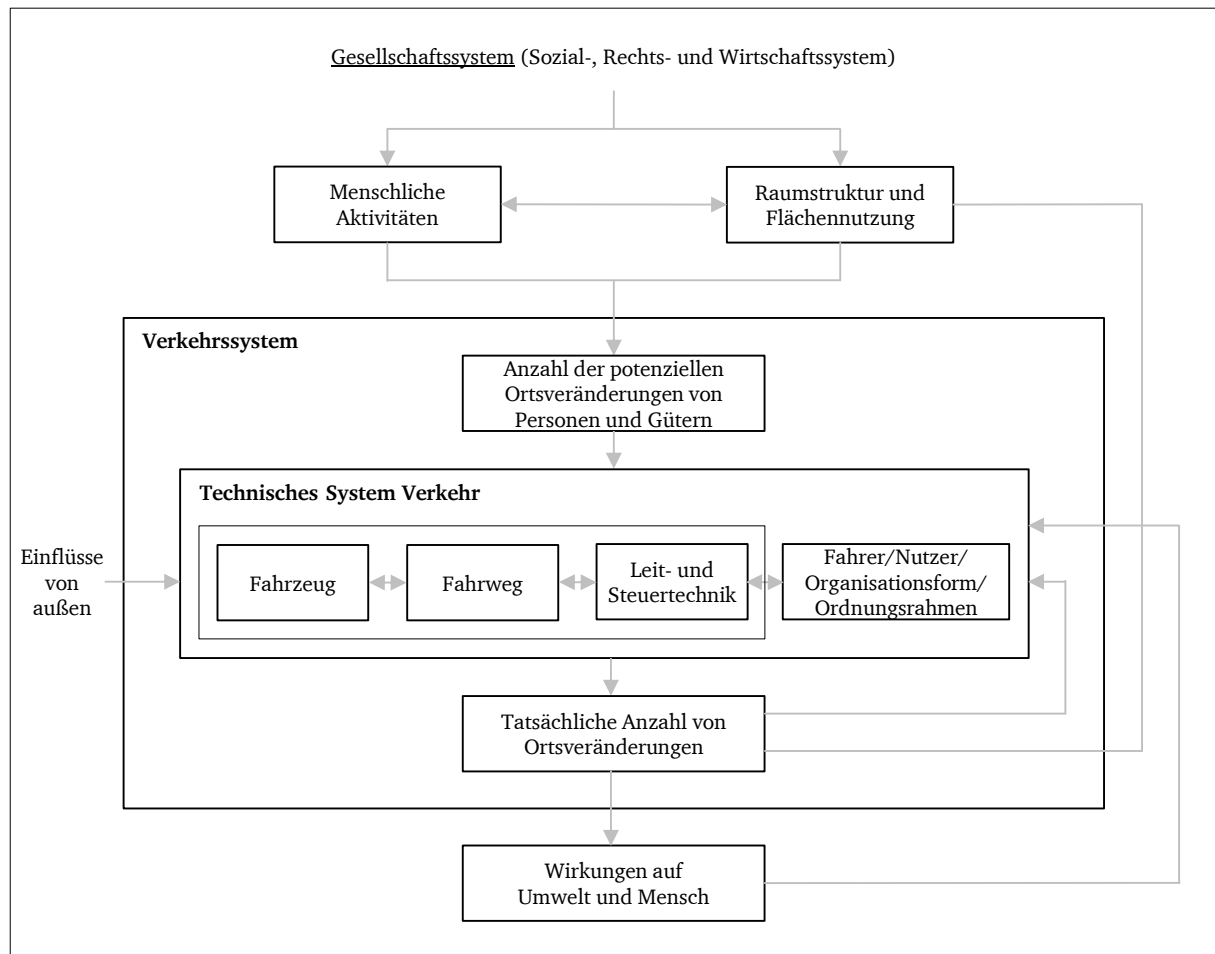 Gesellschaftssystem (Sozial-, Rechts- und Wirtschaftssystem)
Menschliche
Aktivitäten
Raumstruktur und
Flächennutzung
Verkehrssystem
Anzahl der potenziellen
Ortsveränderungen von
Personen und Gütern
Technisches System Verkehr
Einflüsse
von
außen
Fahrzeug
Fahrweg
Leit- und
Steuertechnik
Fahrer/Nutzer/
Organisationsform/
Ordnungsrahmen
Tatsächliche Anzahl von
Ortsveränderungen
Wirkungen auf
Umwelt und Mensch